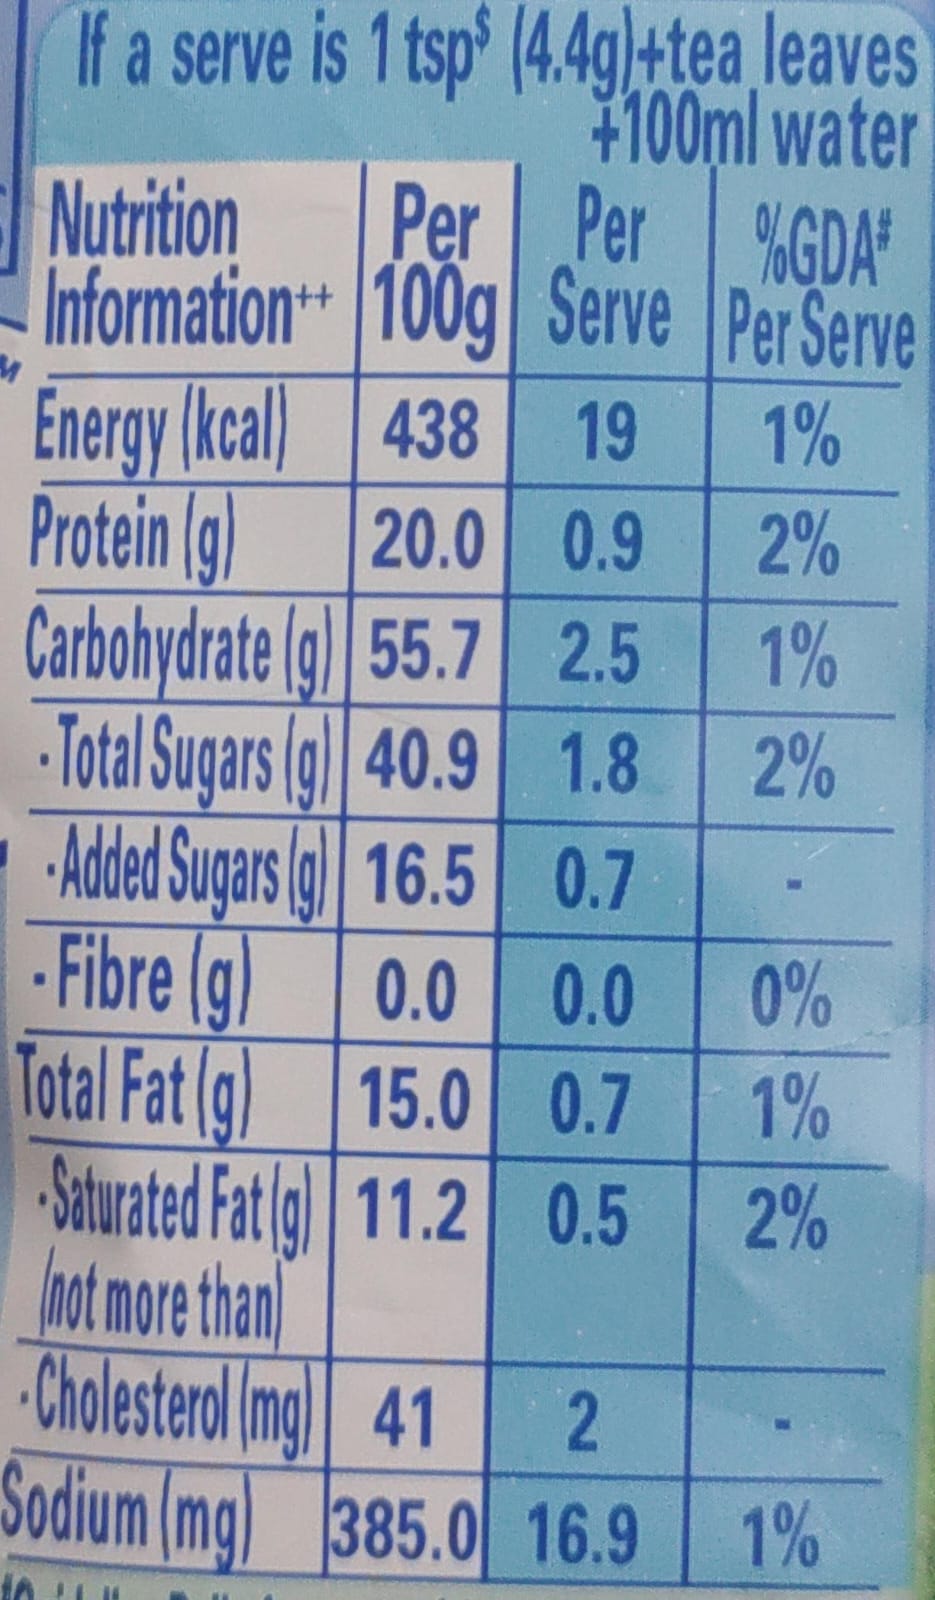 If a serve is 1 tsp$ (4.4g)+tea leaves
+100ml water
Nutrition Information++ Per 100g Per Serve %GDA# Per Serve
Energy (kcal) 438 19 1%
Protein (g) 20.0 0.9 2%
Carbohydrate (g) 55.7 2.5 1%
- Total Sugars (g) 40.9 1.8 2%
- Added Sugars (g) 16.5 0.7 -
- Fibre (g) 0.0 0.0 0%
Total Fat (g) 15.0 0.7 1%
- Saturated Fat (g) 11.2 0.5 2%
(not more than)
- Cholesterol (mg) 41 2 -
Sodium (mg) 385.0 16.9 1%